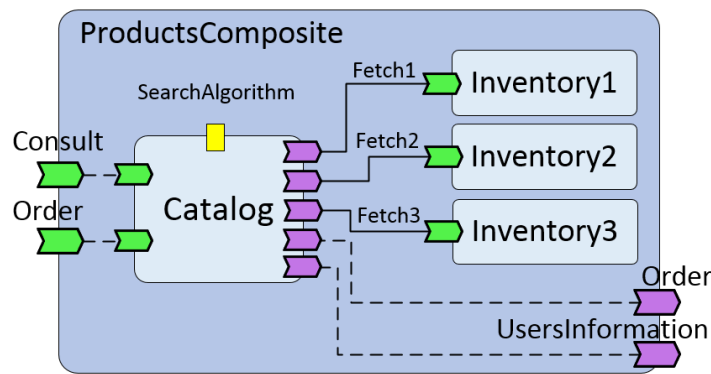 ProductsComposite
Fetch1
Inventory1
SearchAlgorithm
Consult
Fetch2
Inventory2
Order
Catalog
Fetch3
Inventory3
Order
UsersInformation